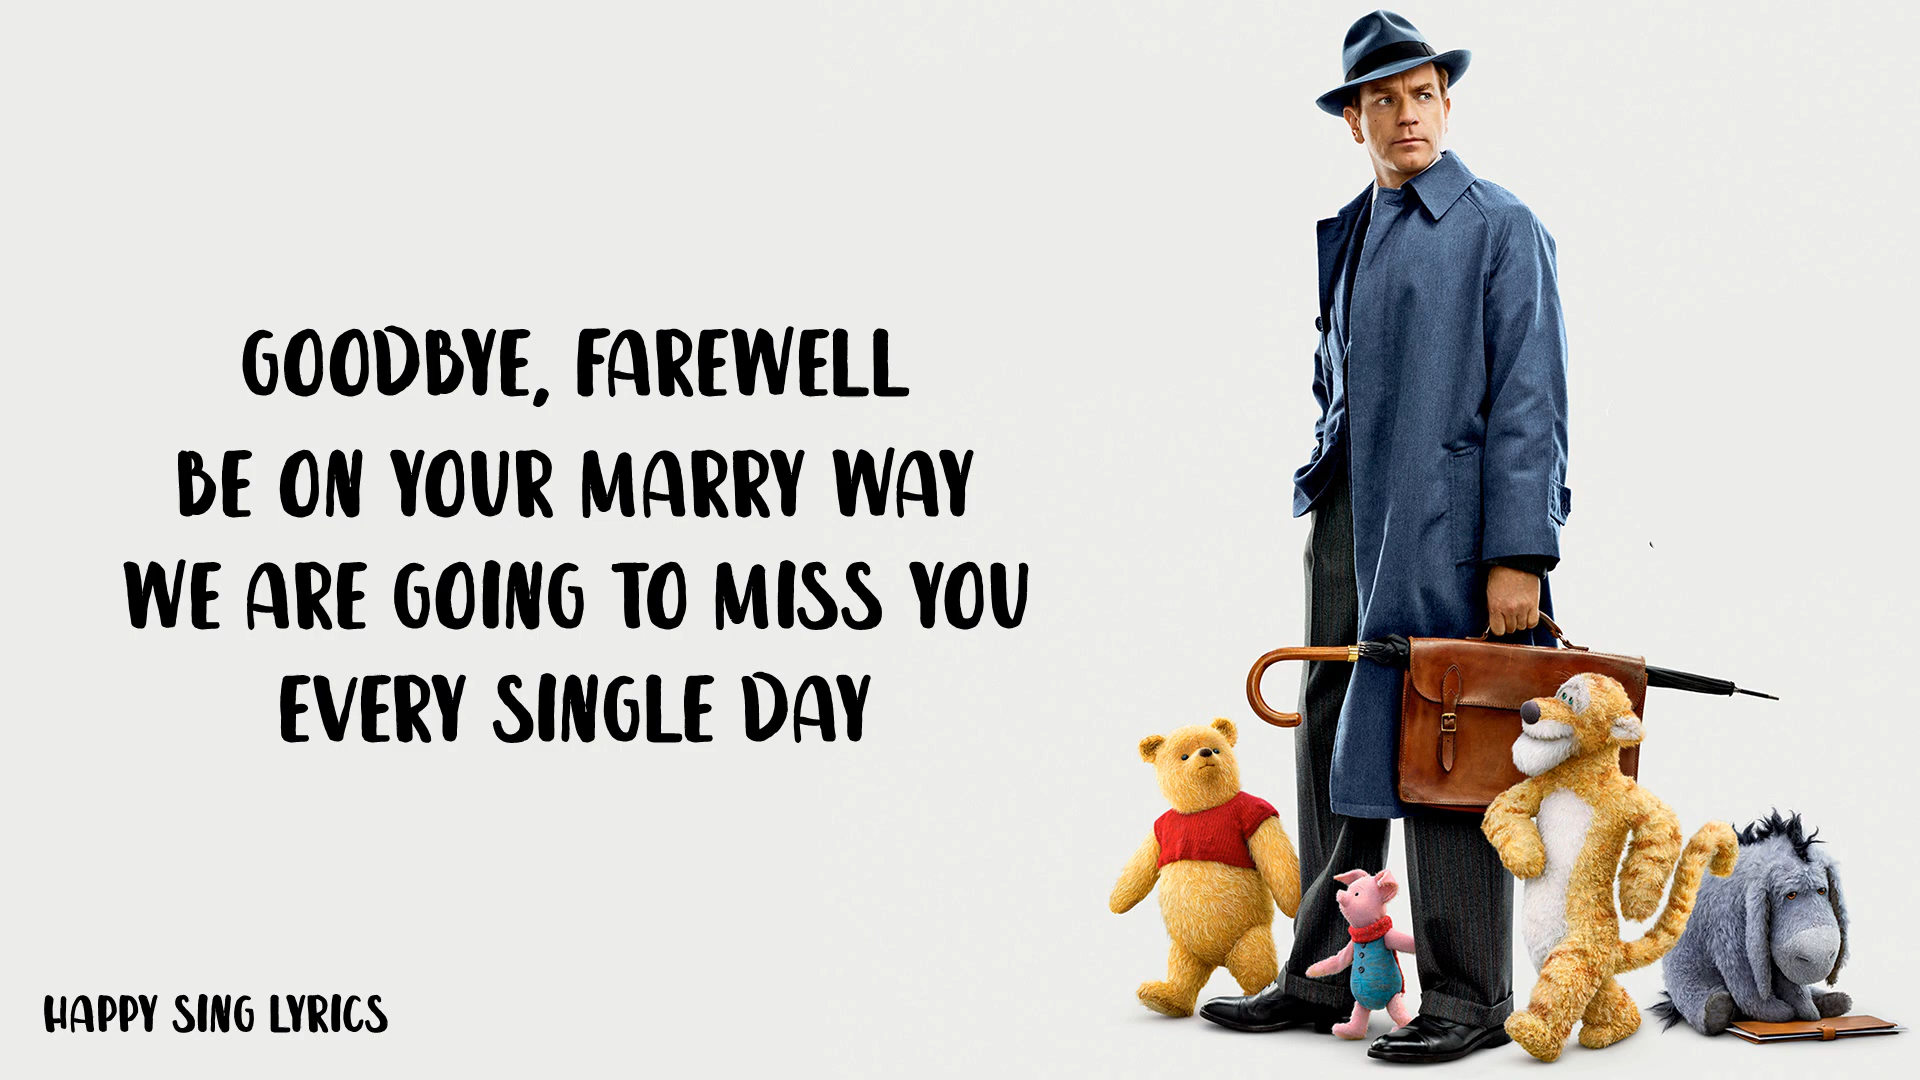 GOODBYE, FAREWELL
BE ON YOUR MARRY WAY
WE ARE GOING TO MISS YOU
EVERY SINGLE DAY
HAPPY SING LYRICS